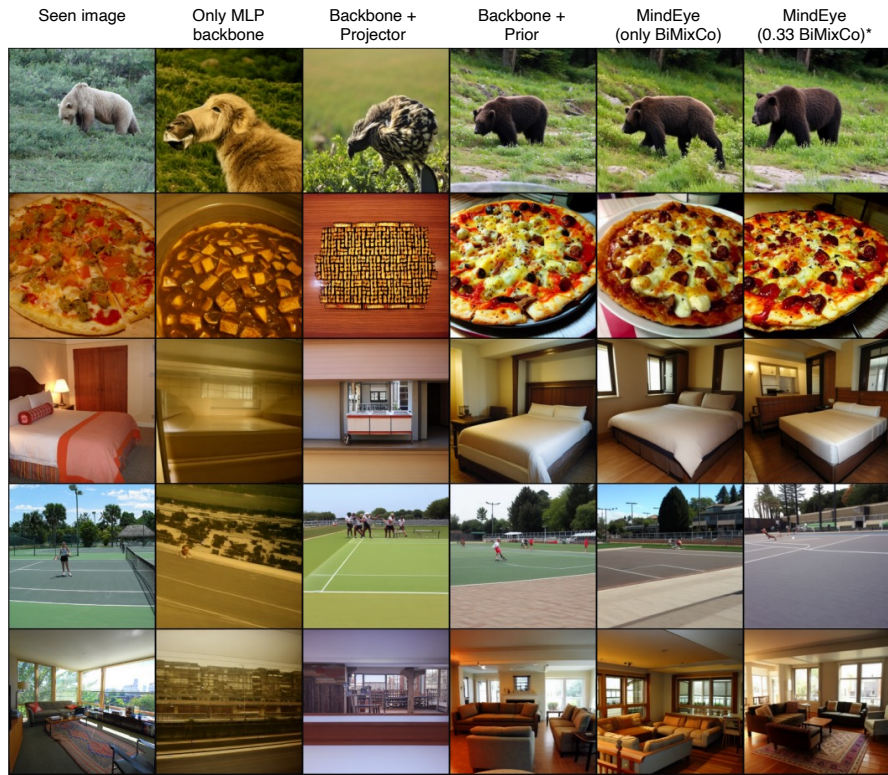 Seen image
Only MLP
backbone
Backbone +
Projector
Backbone +
Prior
MindEye
(only BiMixCo)
MindEye
(0.33 BiMixCo)*